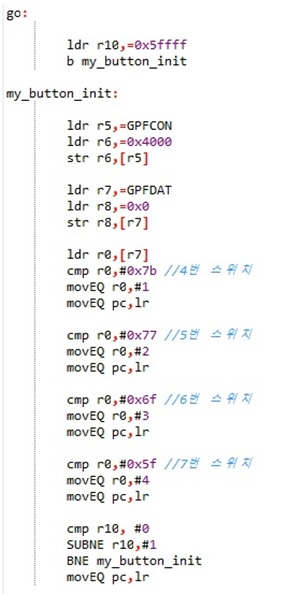 go:
ldr r10,=0x5ffff
b my_button_init
my_button_init:
ldr r5,=GPFCON
ldr r6,=0x4000
str r6,[r5]
ldr r7,=GPFDAT
ldr r8,=0x0
str r8,[r7]
ldr r0,[r7]
cmp r0,#0x7b //4번 스위치
movEQ r0,#1
movEQ pc,lr
cmp r0,#0x77 //5번 스위치
movEQ r0,#2
movEQ pc,lr
cmp r0,#0x6f //6번 스위치
movEQ r0,#3
movEQ pc,lr
cmp r0,#0x5f //7번 스위치
movEQ r0,#4
movEQ pc,lr
cmp r10, #0
SUBNE r10,#1
BNE my_button_init
movEQ pc,lr